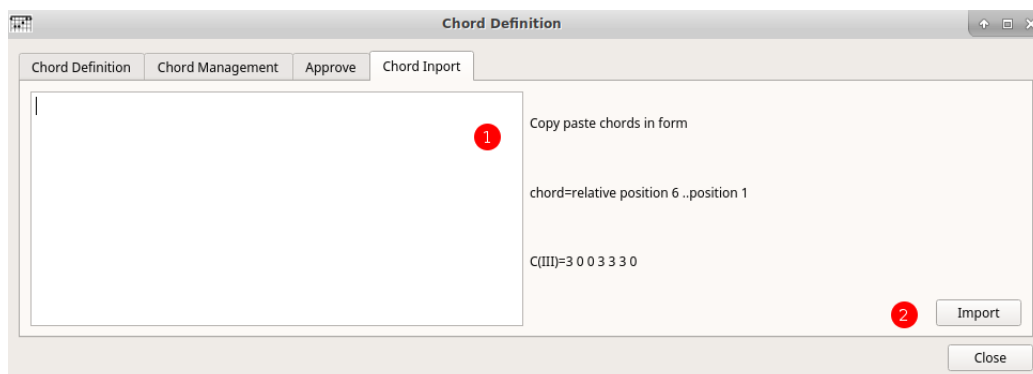 Chord Definition
Chord Definition Chord Management Approve Chord Inport
1
Copy paste chords in form
chord=relative position 6 ..position 1
C(III)=3 0 0 3 3 3 0
2
Import
Close